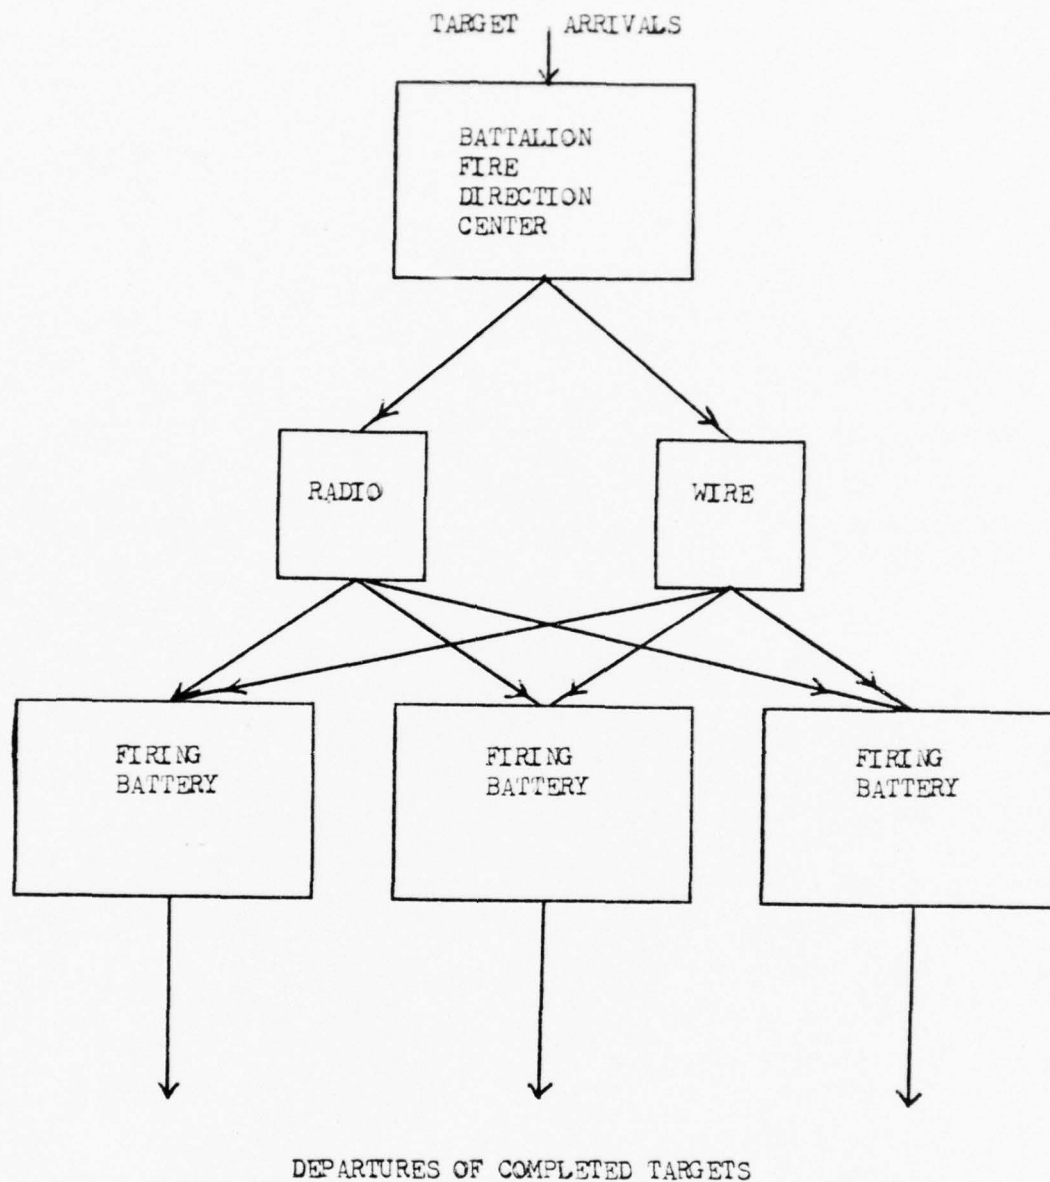 TARGET ARRIVALS
BATTALION
FIRE
DIRECTION
CENTER
RADIO
WIRE
FIRING
BATTERY
FIRING
BATTERY
FIRING
BATTERY
DEPARTURES OF COMPLETED TARGETS